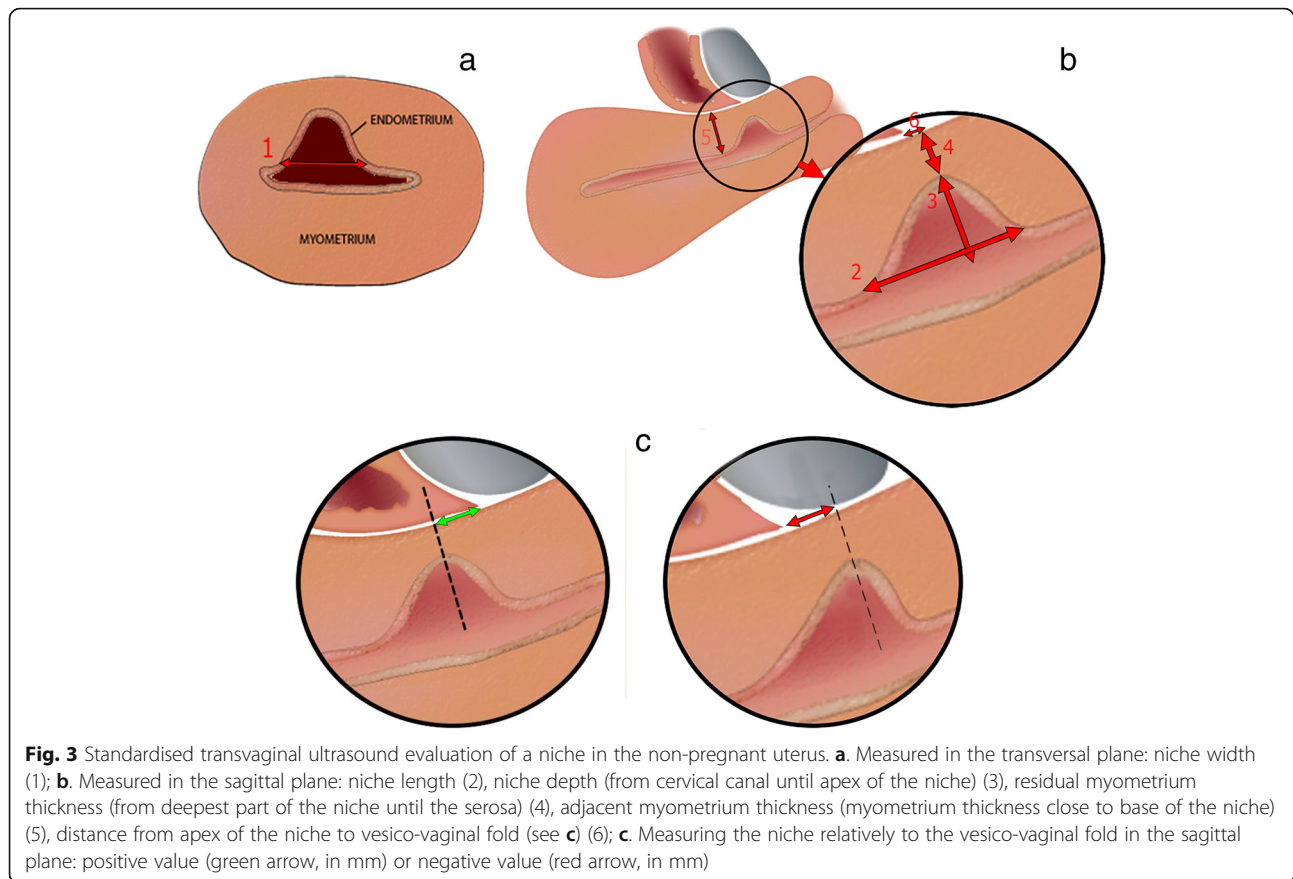 a
ENDOMETRIUM
1
MYOMETRIUM
b
5
6
4
3
2
c
Fig. 3 Standardised transvaginal ultrasound evaluation of a niche in the non-pregnant uterus. a. Measured in the transversal plane: niche width
(1); b. Measured in the sagittal plane: niche length (2), niche depth (from cervical canal until apex of the niche) (3), residual myometrium
thickness (from deepest part of the niche until the serosa) (4), adjacent myometrium thickness (myometrium thickness close to base of the niche)
(5), distance from apex of the niche to vesico-vaginal fold (see c) (6); c. Measuring the niche relatively to the vesico-vaginal fold in the sagittal
plane: positive value (green arrow, in mm) or negative value (red arrow, in mm)